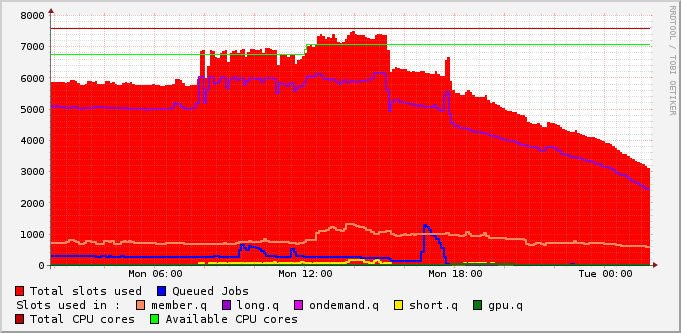 RRDTOOL / TOBI OETIKER
8000
7000
6000
5000
4000
3000
2000
1000
0
Mon 06:00 Mon 12:00 Mon 18:00 Tue 00:00
Total slots used Queued Jobs
Slots used in : member.q long.q ondemand.q short.q gpu.q
Total CPU cores Available CPU cores